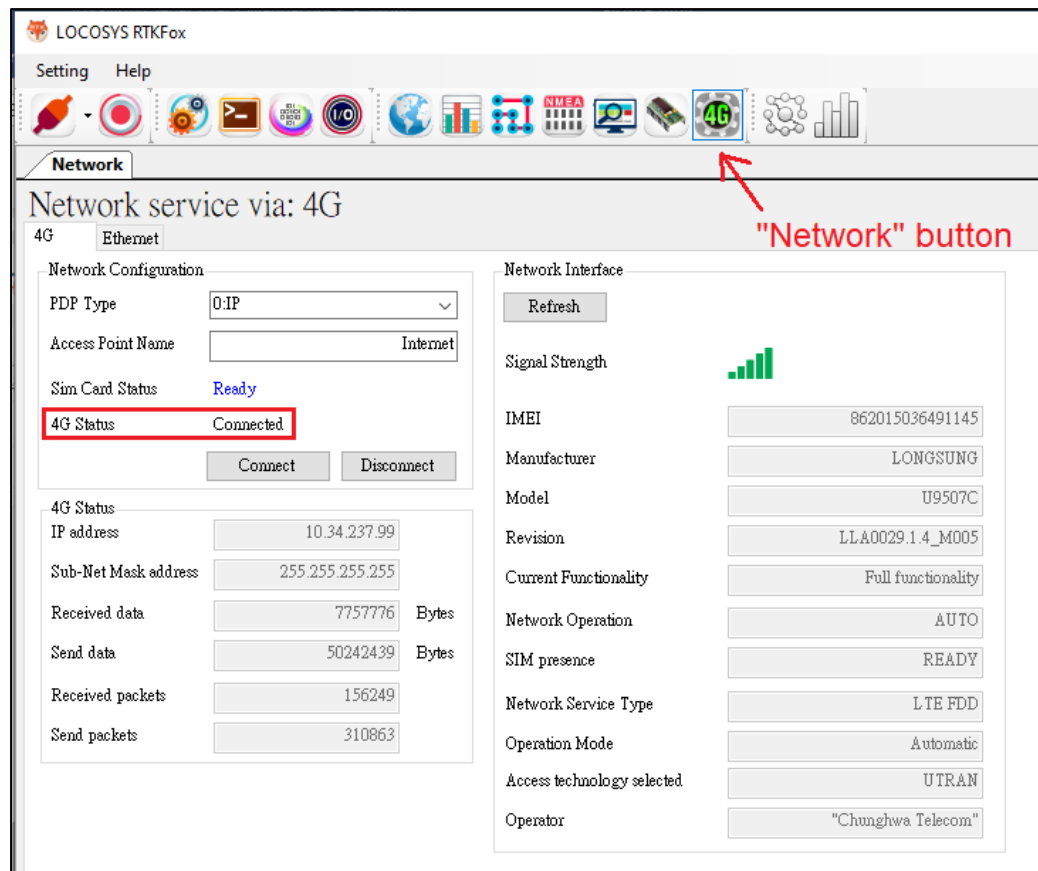 LOCOSYS RTKFox
Setting Help
NMEA
4G
Network
"Network" button
Network service via: 4G
4G Ethernet
Network Configuration
PDP Type 0:IP
Access Point Name Internet
Sim Card Status Ready
4G Status Connected
Connect Disconnect
4G Status
IP address 10.34.237.99
Sub-Net Mask address 255.255.255.255
Received data 7757776 Bytes
Send data 50242439 Bytes
Received packets 156249
Send packets 310863
Network Interface
Refresh
Signal Strength
IMEI 862015036491145
Manufacturer LONGSUNG
Model U9507C
Revision LLA0029.1.4_M005
Current Functionality Full functionality
Network Operation AUTO
SIM presence READY
Network Service Type LTE FDD
Operation Mode Automatic
Access technology selected UTRAN
Operator "Chunghwa Telecom"